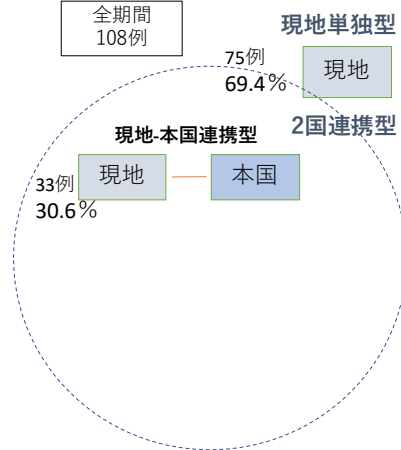 全期間
108例
現地単独型
75例
69.4％
現地
2国連携型
現地-本国連携型
33例
30.6％
現地
本国